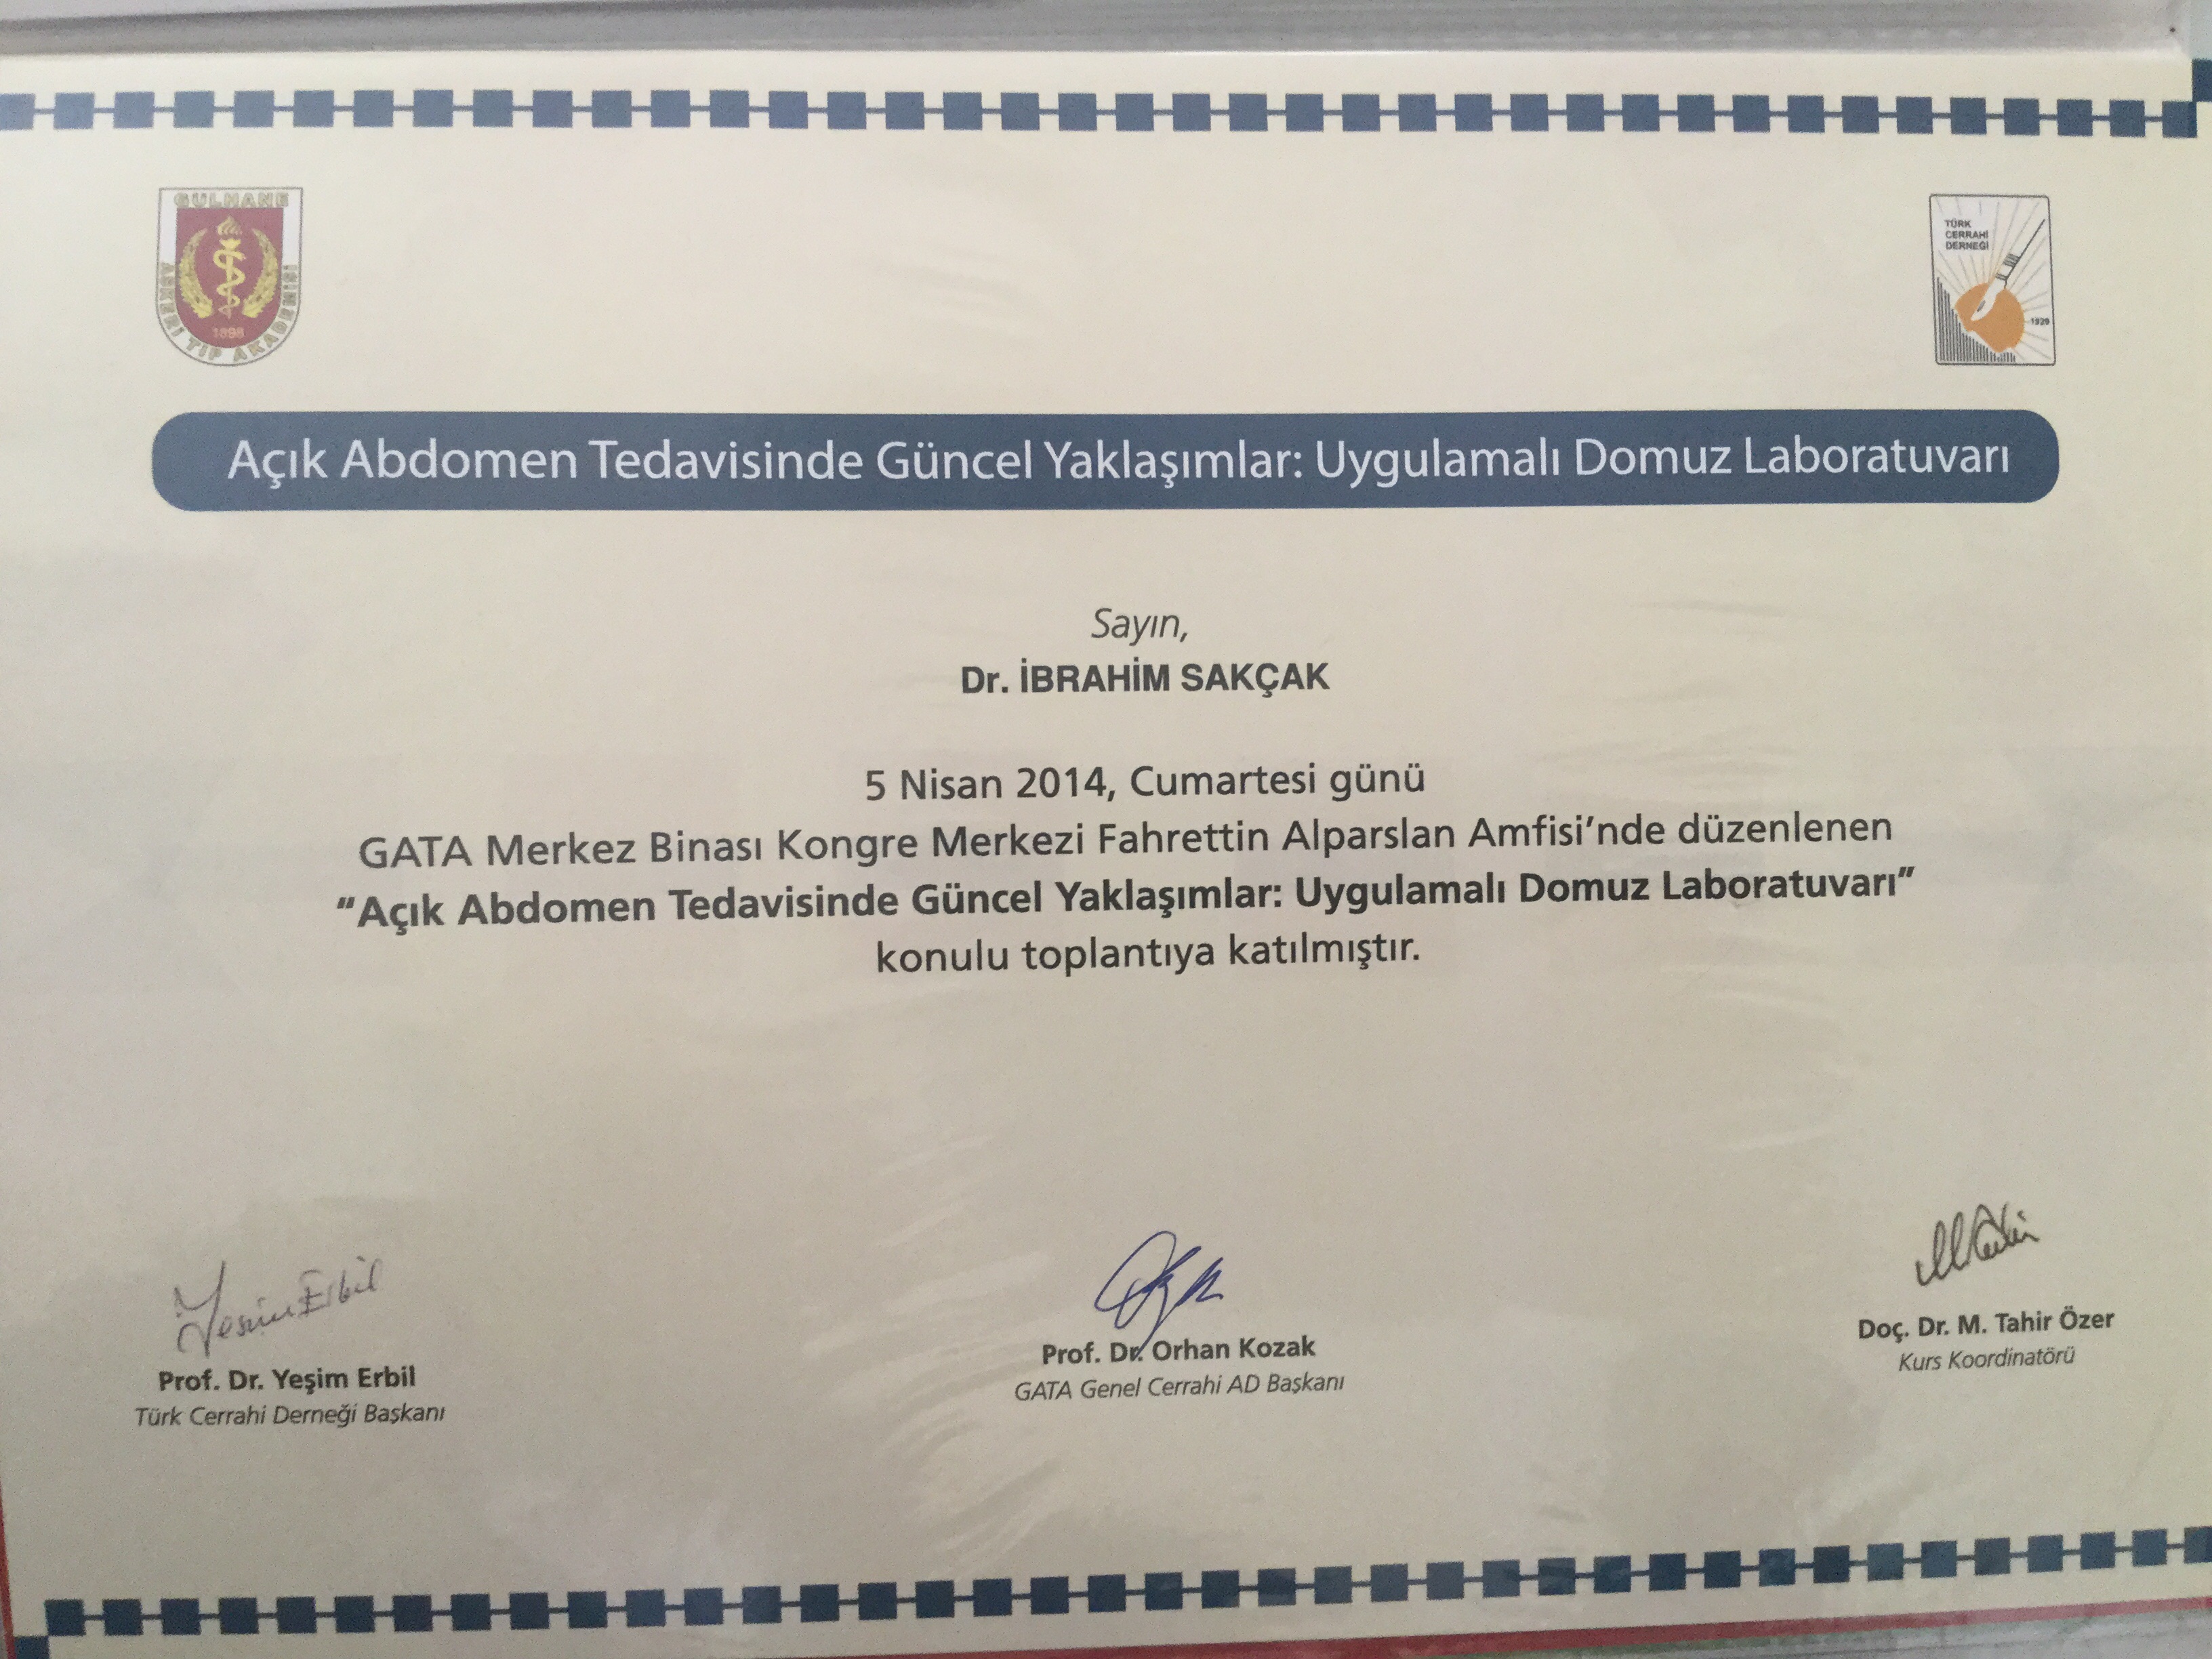 GÜLHANE
ASKERİ TIP AKADEMİSİ
1898
TÜRK
CERRAHİ
DERNEĞİ
1929
Açık Abdomen Tedavisinde Güncel Yaklaşımlar: Uygulamalı Domuz Laboratuvarı
Sayın,
Dr. İBRAHİM SAKÇAK
5 Nisan 2014, Cumartesi günü
GATA Merkez Binası Kongre Merkezi Fahrettin Alparslan Amfisi’nde düzenlenen
“Açık Abdomen Tedavisinde Güncel Yaklaşımlar: Uygulamalı Domuz Laboratuvarı”
konulu toplantıya katılmıştır.
Yeşim Erbil
Prof. Dr. Yeşim Erbil
Türk Cerrahi Derneği Başkanı
Prof. Dr. Orhan Kozak
GATA Genel Cerrahi AD Başkanı
Doç. Dr. M. Tahir Özer
Kurs Koordinatörü